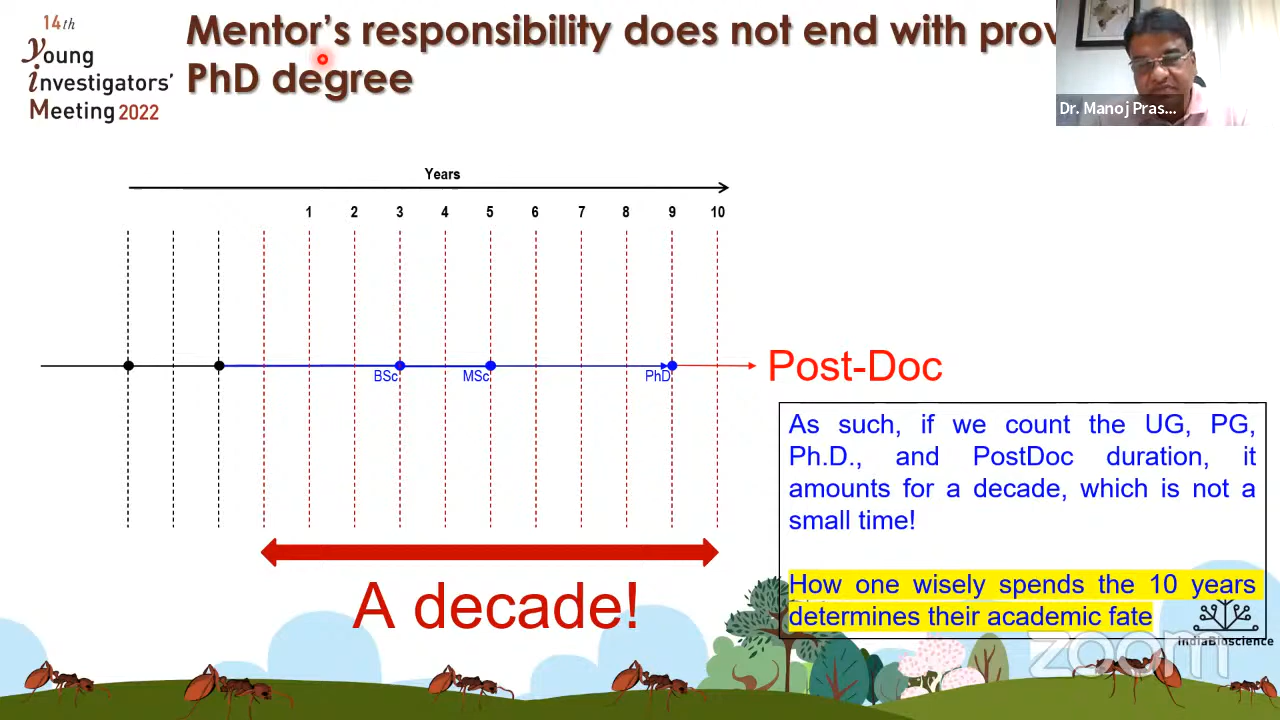 14th
Young
investigators'
Meeting 2022
Mentor's responsibility does not end with prov
PhD degree
Dr. Manoj Pras...
Years
1 2 3 4 5 6 7 8 9 10
BSc MSc PhD
Post-Doc
As such, if we count the UG, PG,
Ph.D., and PostDoc duration, it
amounts for a decade, which is not a
small time!
How one wisely spends the 10 years
determines their academic fate
A decade!
IndiaBioscience
zoom